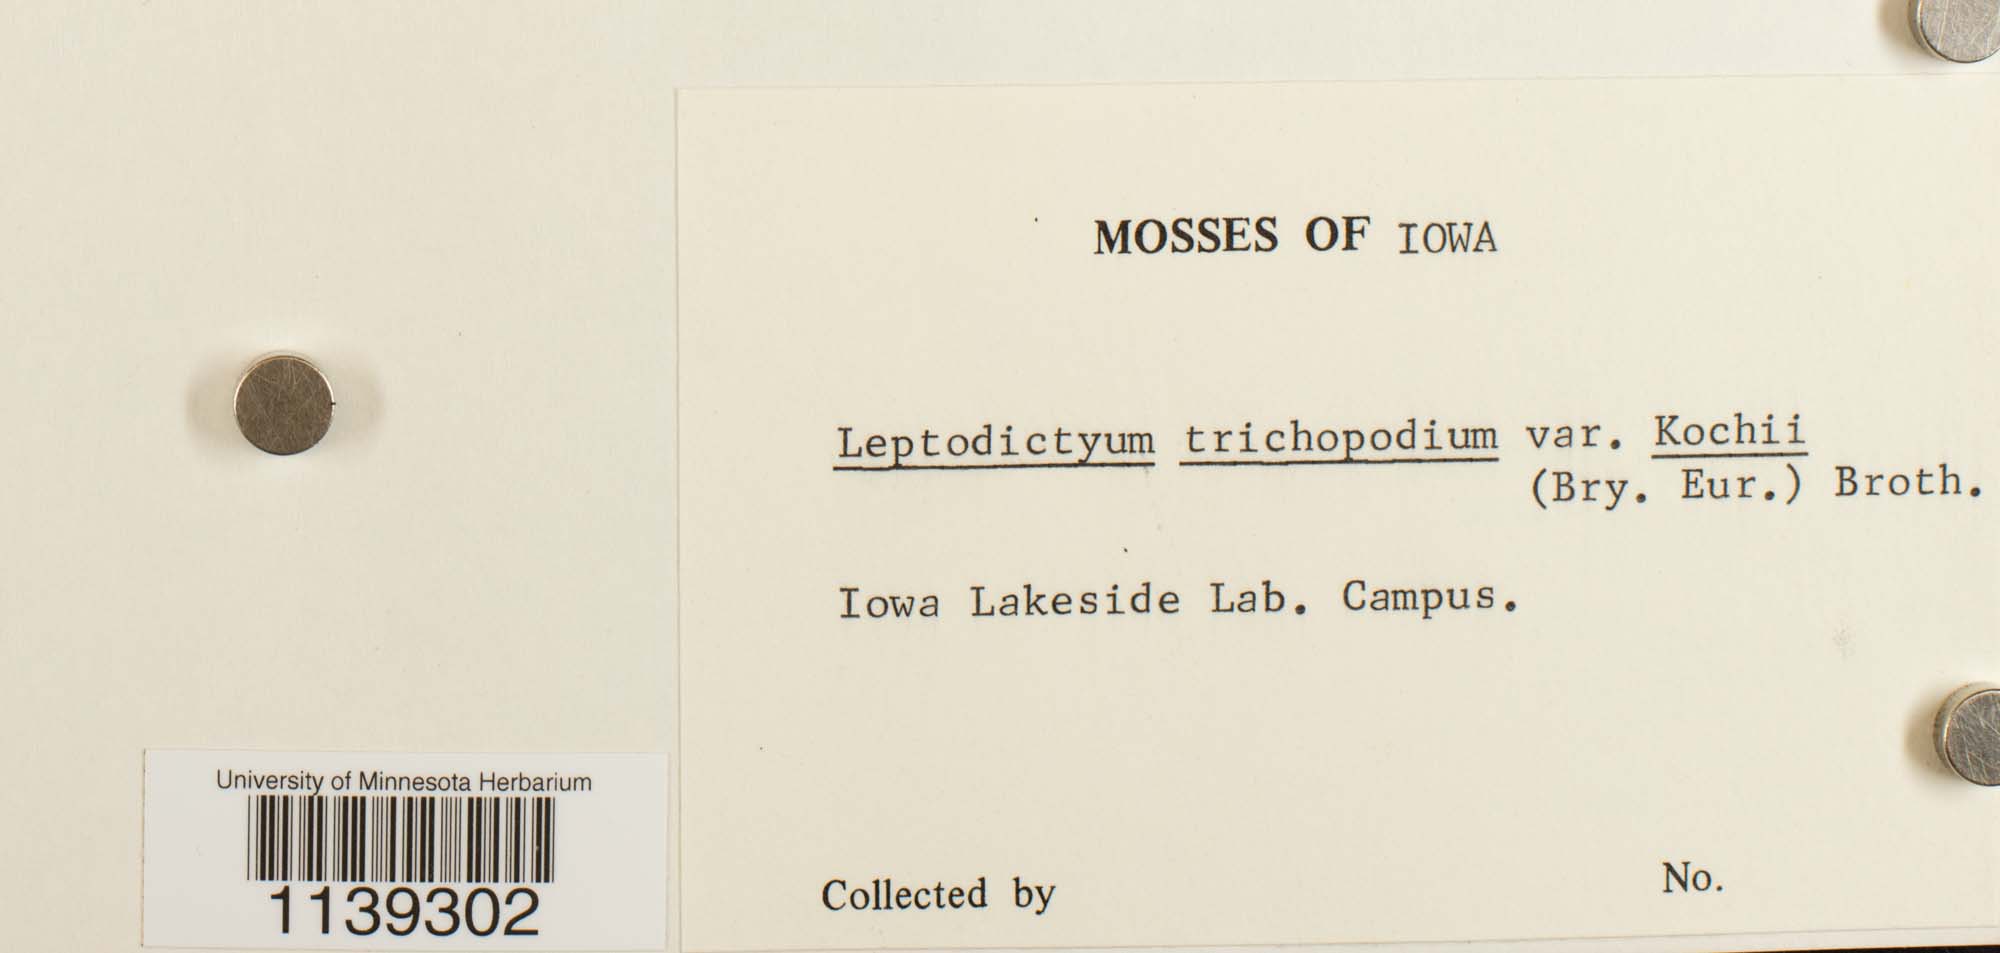 MOSSES OF IOWA
Leptodictyum trichopodium var. Kochii
(Bry. Eur.) Broth.
Iowa Lakeside Lab. Campus.
Collected by
No.
University of Minnesota Herbarium
1139302